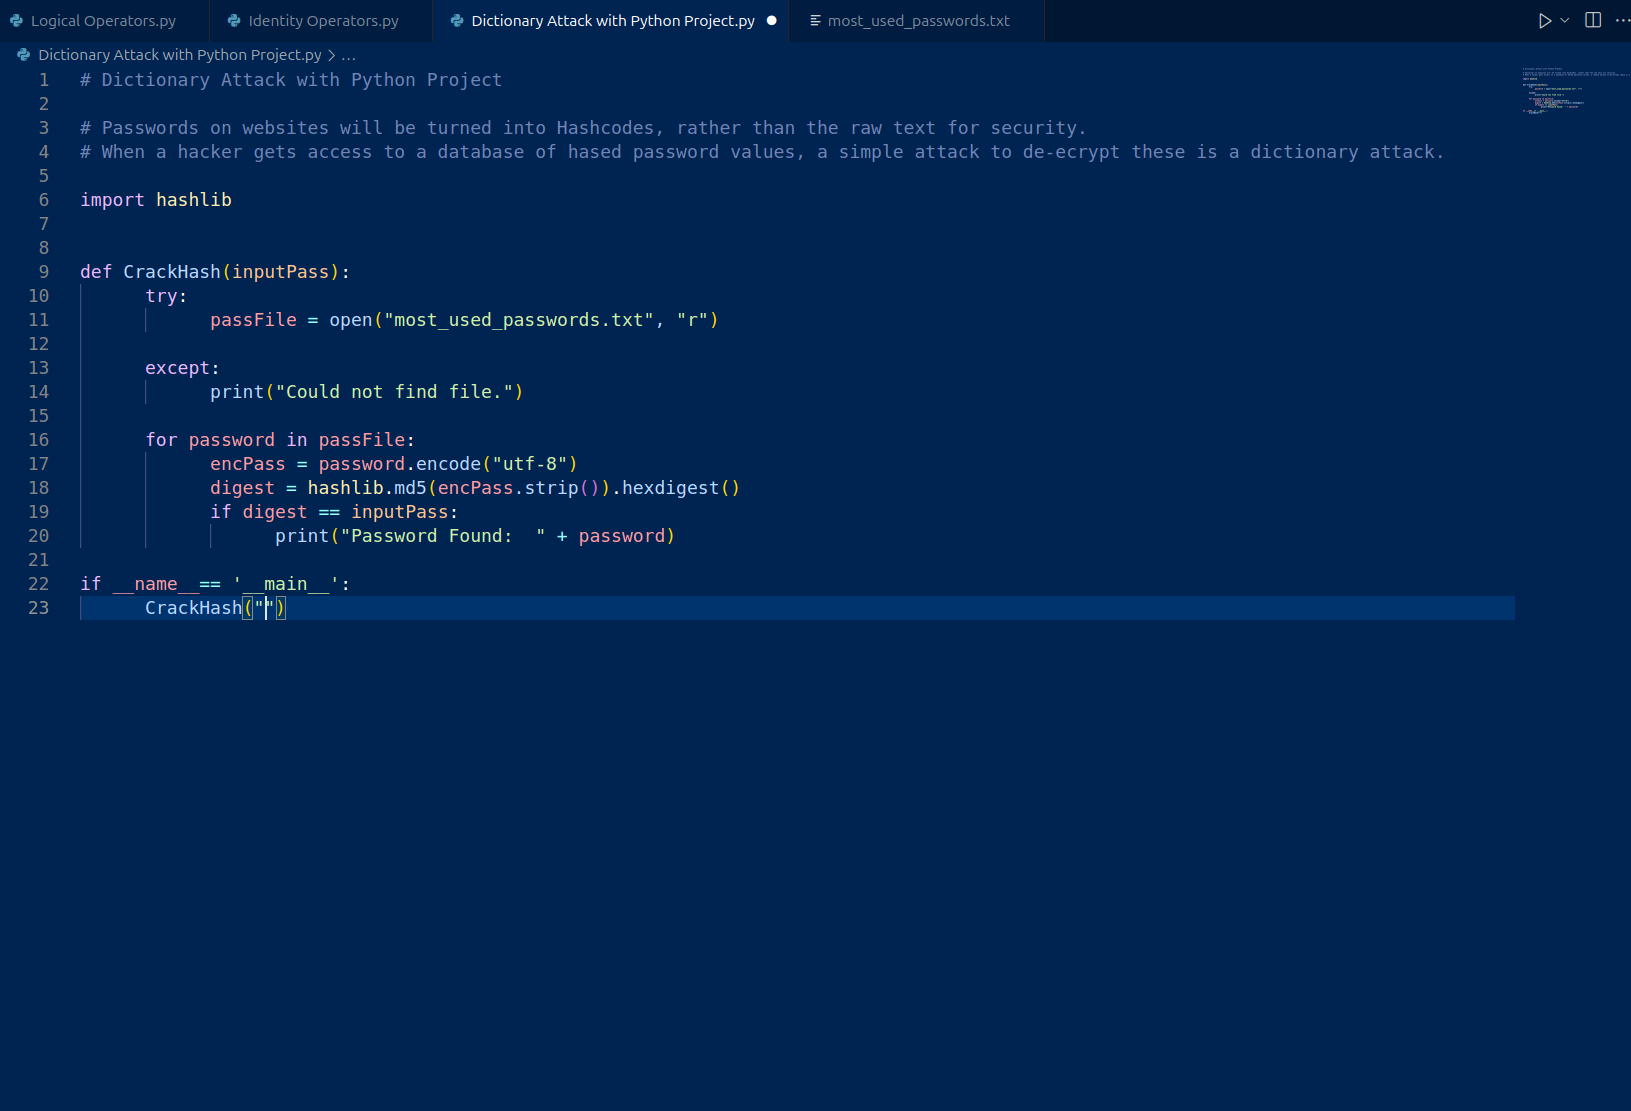 Logical Operators.py Identity Operators.py Dictionary Attack with Python Project.py most_used_passwords.txt
Dictionary Attack with Python Project.py > ...
1 # Dictionary Attack with Python Project
2
3 # Passwords on websites will be turned into Hashcodes, rather than the raw text for security.
4 # When a hacker gets access to a database of hased password values, a simple attack to de-ecrypt these is a dictionary attack.
5
6 import hashlib
7
8
9 def CrackHash(inputPass):
10 try:
11 passFile = open("most_used_passwords.txt", "r")
12
13 except:
14 print("Could not find file.")
15
16 for password in passFile:
17 encPass = password.encode("utf-8")
18 digest = hashlib.md5(encPass.strip()).hexdigest()
19 if digest == inputPass:
20 print("Password Found:  " + password)
21
22 if __name__== '__main__':
23 CrackHash("")